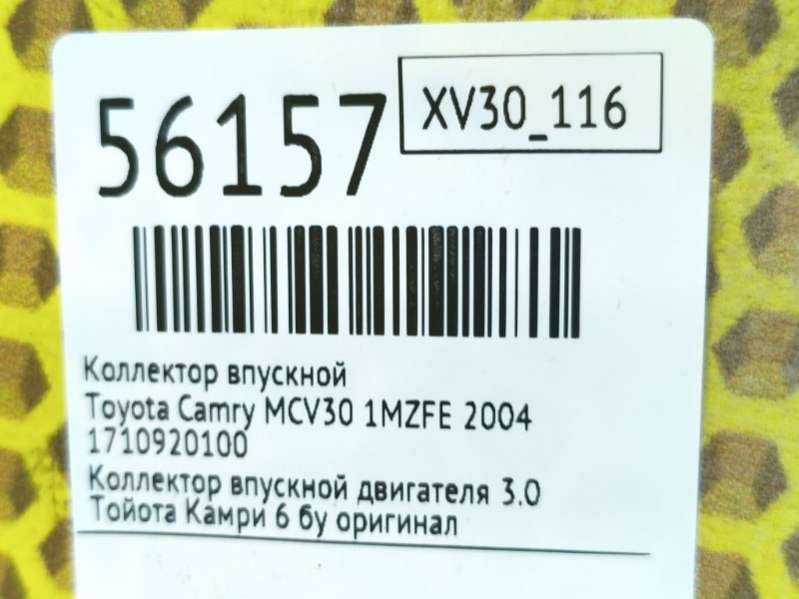 56157
XV30_116
Коллектор впускной
Toyota Camry MCV30 1MZFE 2004
1710920100
Коллектор впускной двигателя 3.0
Тойота Камри 6 бу оригинал